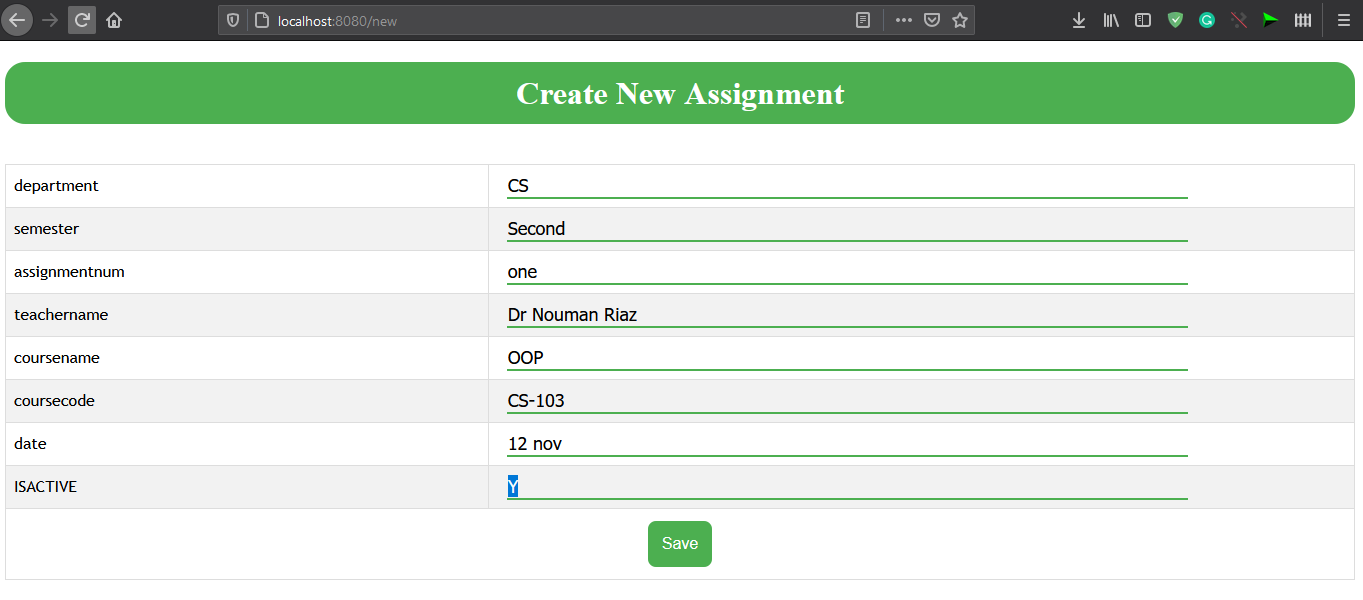 localhost:8080/new
Create New Assignment
department CS
semester Second
assignmentnum one
teachername Dr Nouman Riaz
coursename OOP
coursecode CS-103
date 12 nov
ISACTIVE Y
Save